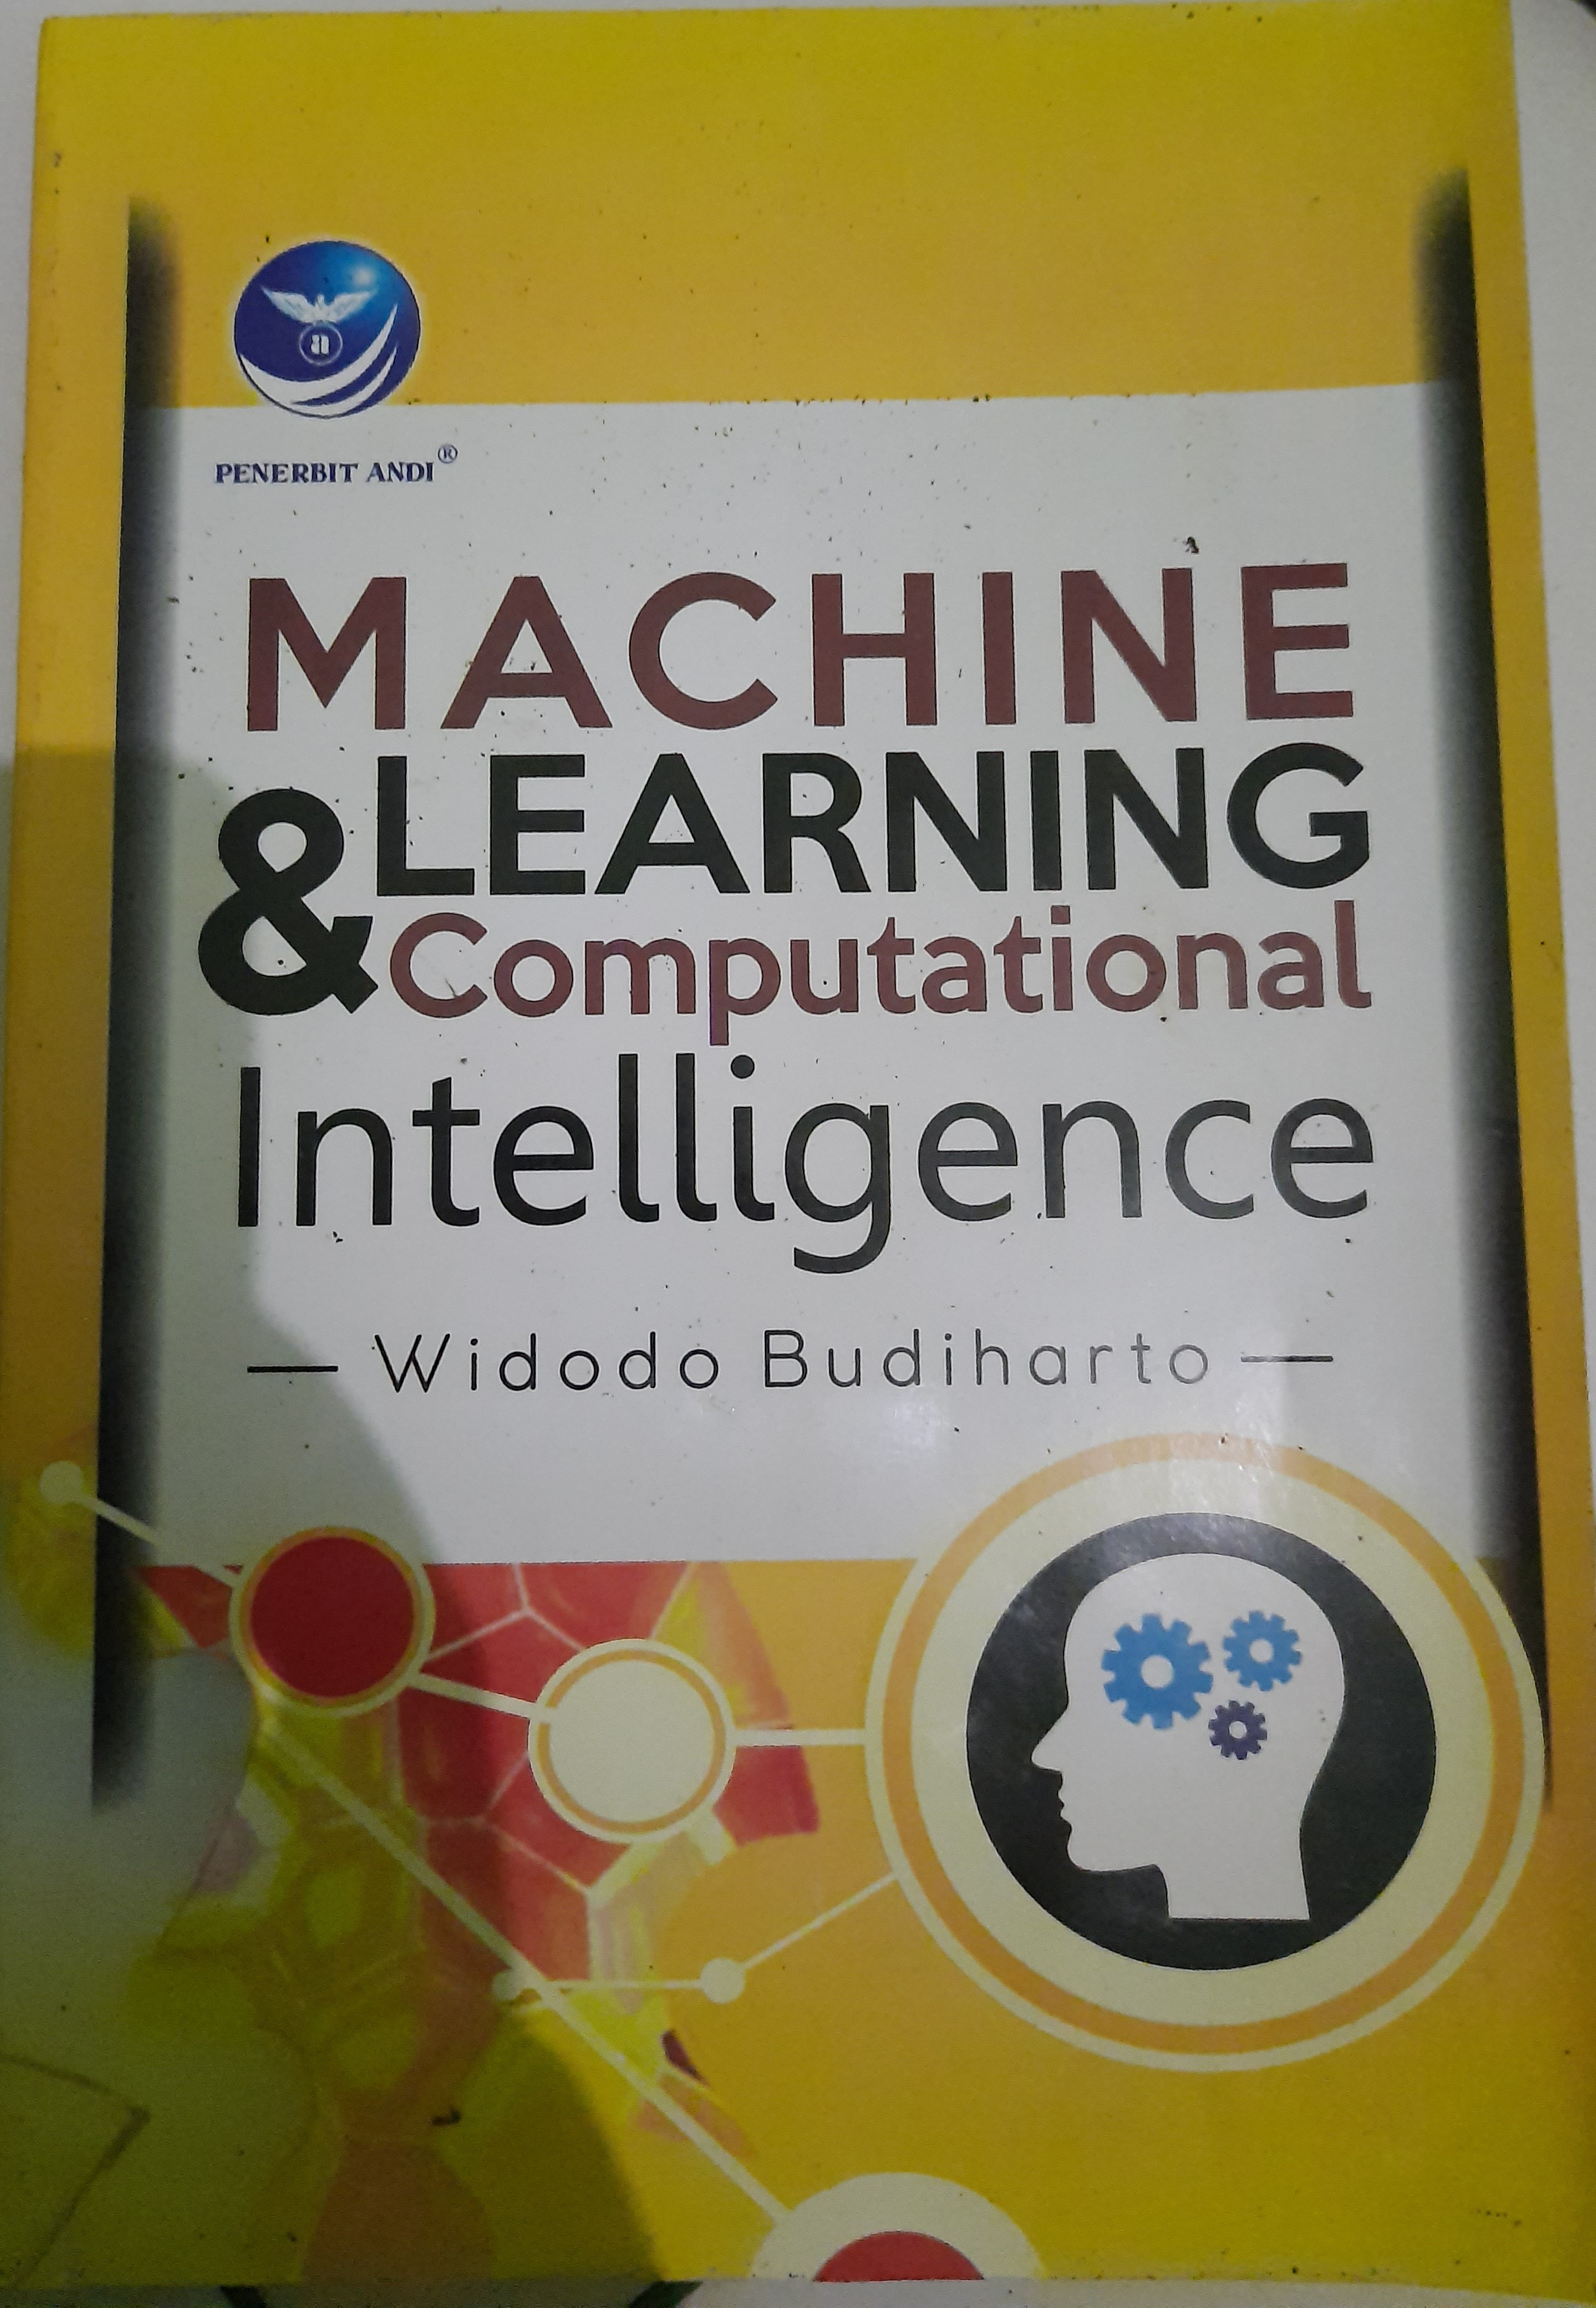 a
PENERBIT ANDI®
MACHINE
LEARNING
&Computational
Intelligence
— Widodo Budiharto —